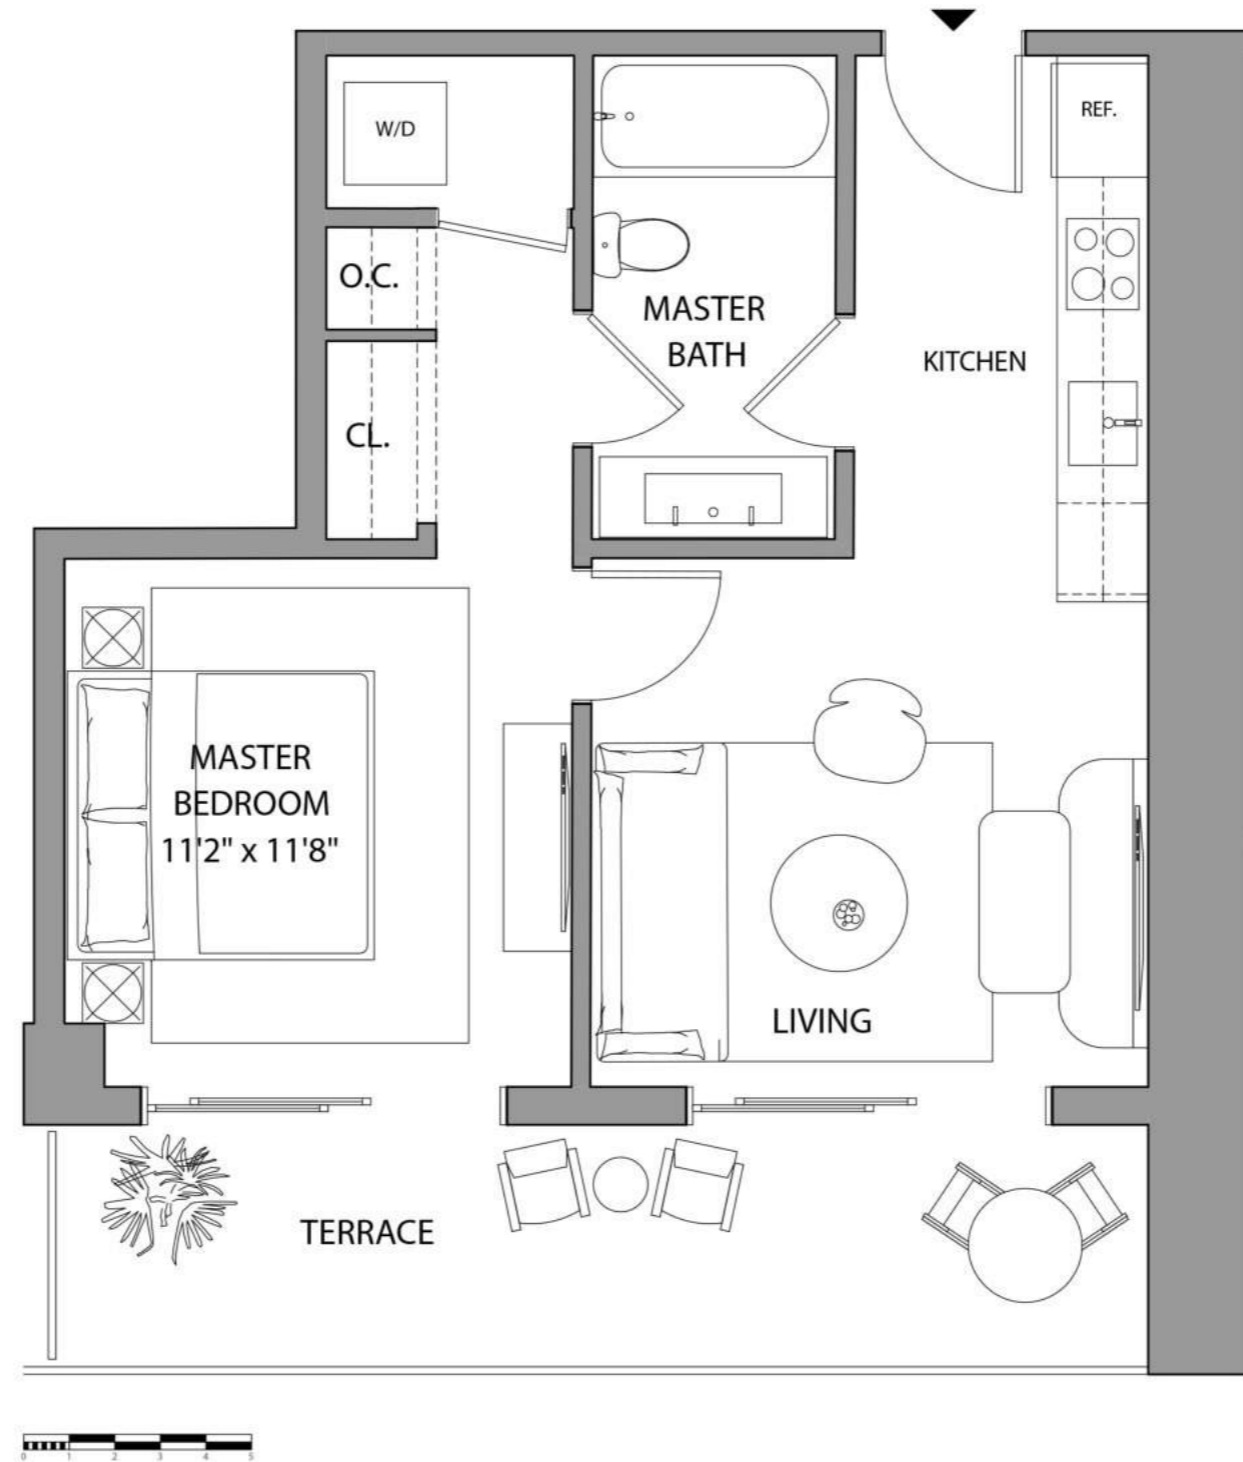 REF.
W/D
O.C.
MASTER
BATH
KITCHEN
CL.
MASTER
BEDROOM
11'2" x 11'8"
LIVING
TERRACE
0 1 2 3 4 5